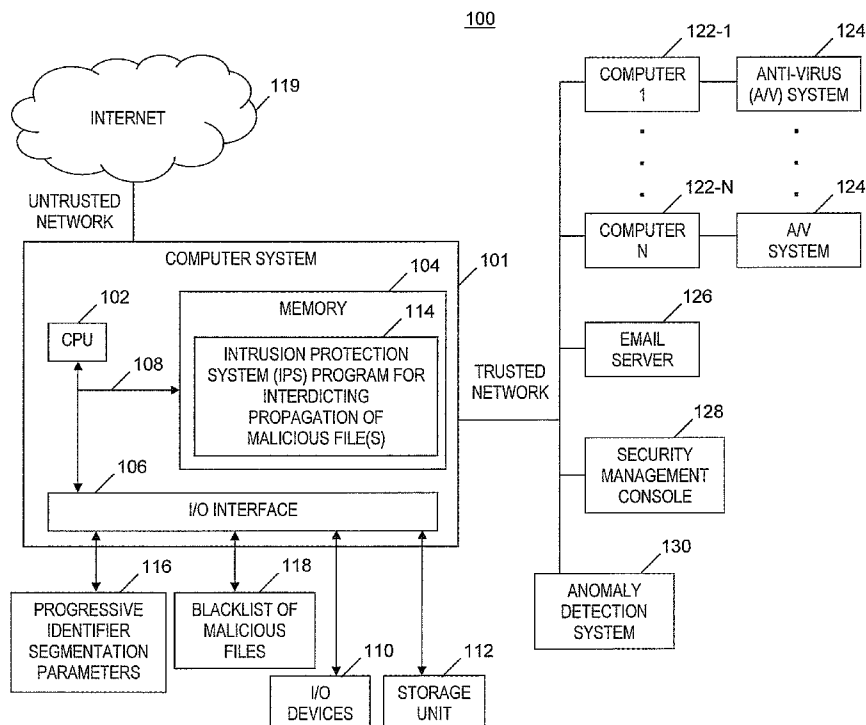 100
INTERNET
119
UNTRUSTED
NETWORK
COMPUTER SYSTEM
101
102
CPU
104
MEMORY
114
INTRUSION PROTECTION
SYSTEM (IPS) PROGRAM FOR
INTERDICTING
PROPAGATION OF
MALICIOUS FILE(S)
108
106
I/O INTERFACE
116
PROGRESSIVE
IDENTIFIER
SEGMENTATION
PARAMETERS
118
BLACKLIST OF
MALICIOUS
FILES
110
I/O
DEVICES
112
STORAGE
UNIT
TRUSTED
NETWORK
122-1
COMPUTER
1
124
ANTI-VIRUS
(A/V) SYSTEM
122-N
COMPUTER
N
124
A/V
SYSTEM
126
EMAIL
SERVER
128
SECURITY
MANAGEMENT
CONSOLE
130
ANOMALY
DETECTION
SYSTEM